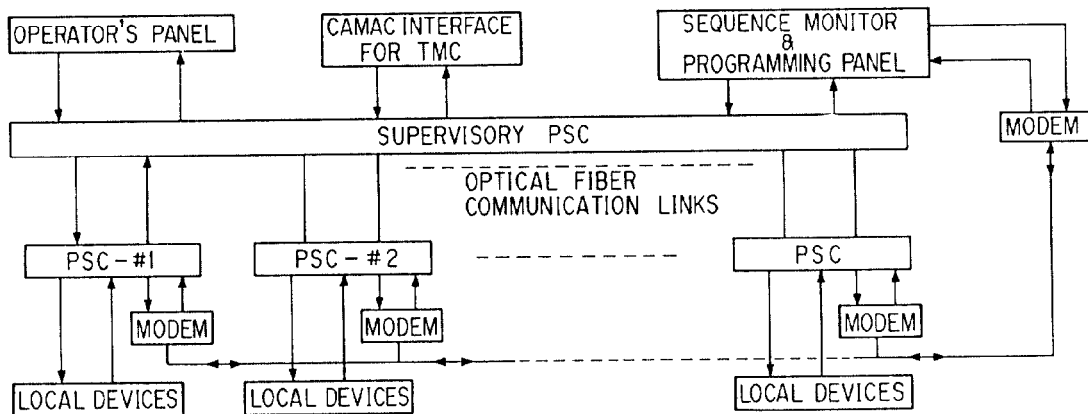 OPERATOR'S PANEL
CAMAC INTERFACE
FOR TMC
SEQUENCE MONITOR
&
PROGRAMMING PANEL
MODEM
SUPERVISORY PSC
OPTICAL FIBER
COMMUNICATION LINKS
PSC-#1
PSC-#2
PSC
MODEM
MODEM
MODEM
LOCAL DEVICES
LOCAL DEVICES
LOCAL DEVICES